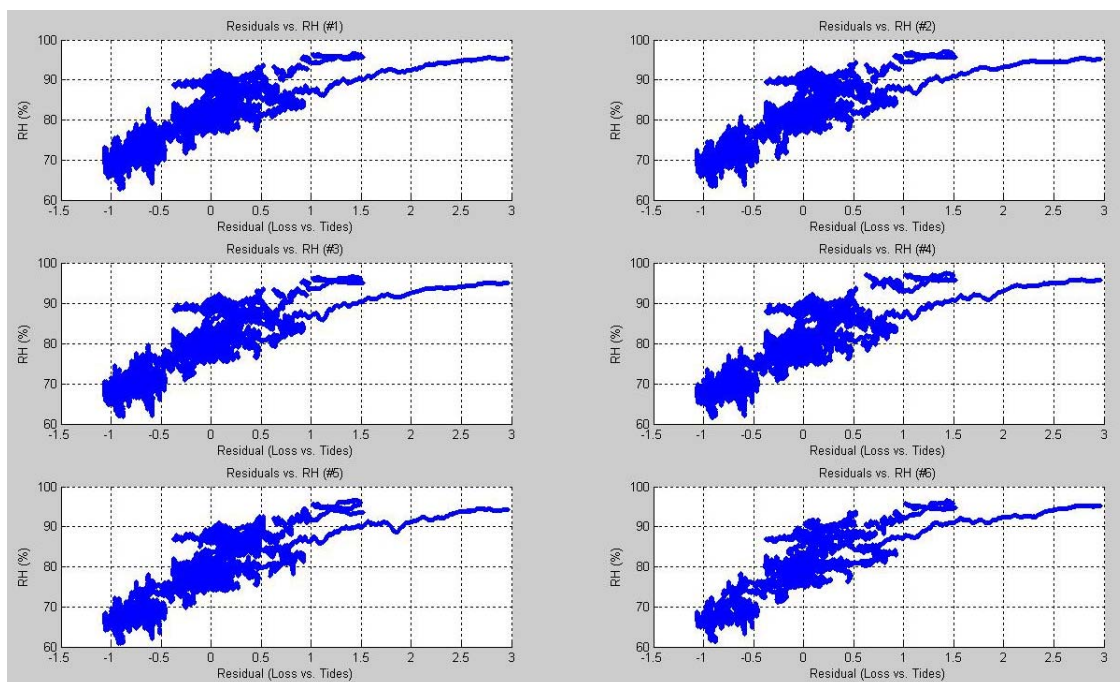 Residuals vs. RH (#1)
100
90
80
70
60
RH (%)
-1.5 -1 -0.5 0 0.5 1 1.5 2 2.5 3
Residual (Loss vs. Tides)
Residuals vs. RH (#2)
100
90
80
70
60
RH (%)
-1.5 -1 -0.5 0 0.5 1 1.5 2 2.5 3
Residual (Loss vs. Tides)
Residuals vs. RH (#3)
100
90
80
70
60
RH (%)
-1.5 -1 -0.5 0 0.5 1 1.5 2 2.5 3
Residual (Loss vs. Tides)
Residuals vs. RH (#4)
100
90
80
70
60
RH (%)
-1.5 -1 -0.5 0 0.5 1 1.5 2 2.5 3
Residual (Loss vs. Tides)
Residuals vs. RH (#5)
100
90
80
70
60
RH (%)
-1.5 -1 -0.5 0 0.5 1 1.5 2 2.5 3
Residual (Loss vs. Tides)
Residuals vs. RH (#6)
100
90
80
70
60
RH (%)
-1.5 -1 -0.5 0 0.5 1 1.5 2 2.5 3
Residual (Loss vs. Tides)